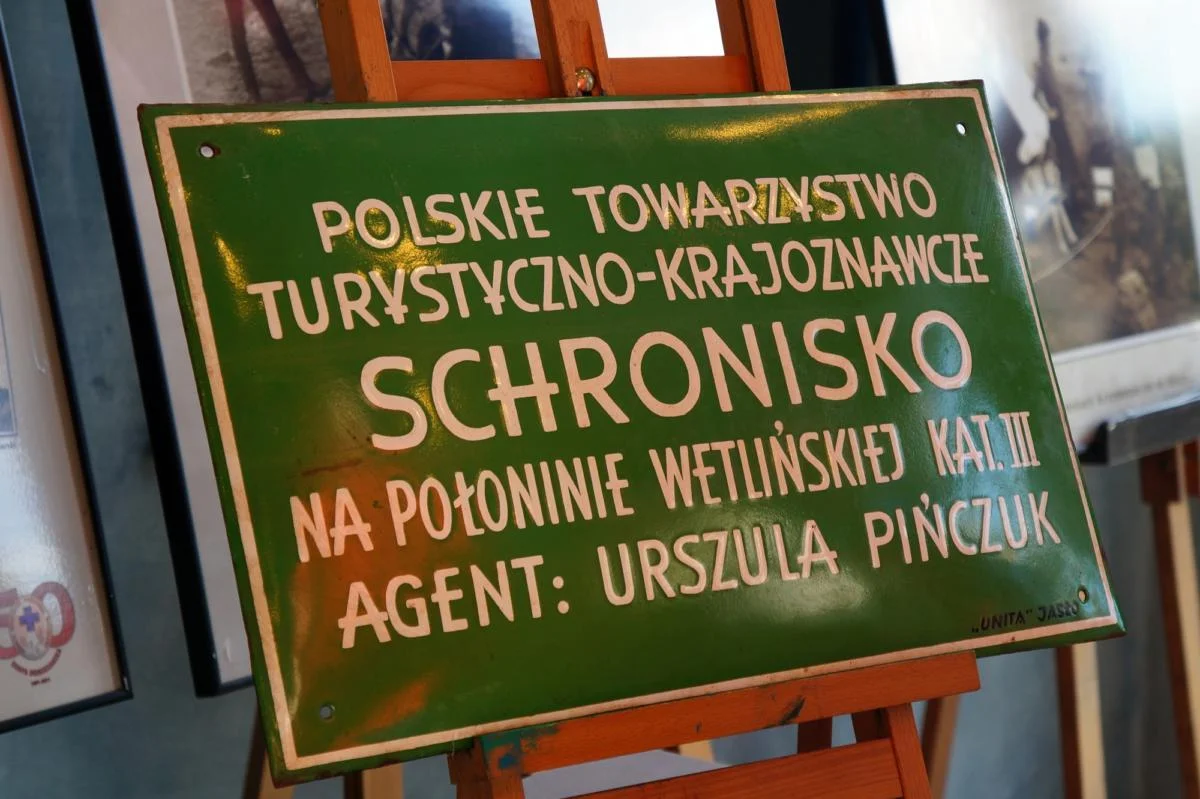 POLSKIE TOWARZYSTWO
TURYSTYCZNO-KRAJOZNAWCZE
SCHRONISKO
NA POŁONINIE WETLIŃSKIEJ KAT. III
AGENT: URSZULA PIŃCZUK
„UNITA" JASŁO